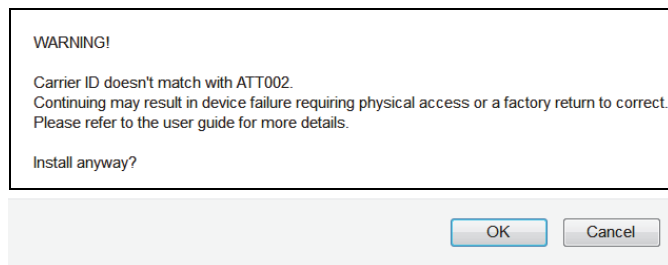 WARNING!
Carrier ID doesn't match with ATT002.
Continuing may result in device failure requiring physical access or a factory return to correct.
Please refer to the user guide for more details.
Install anyway?
OK Cancel